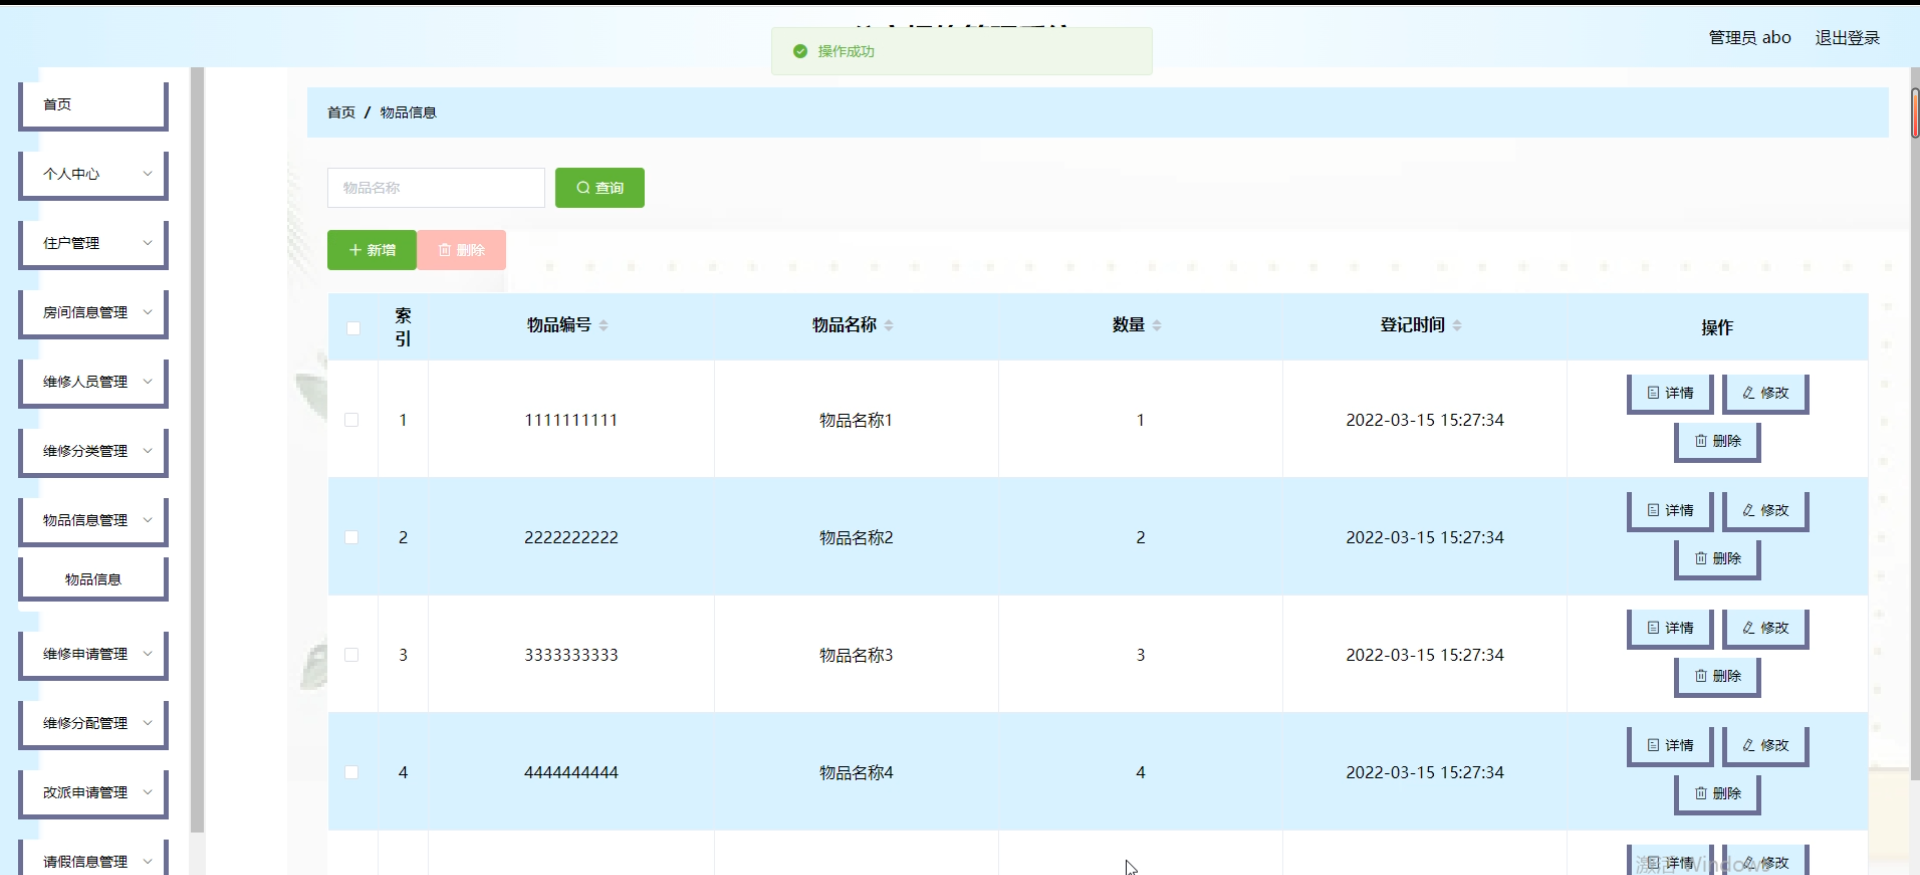 操作成功
管理员 abo
退出登录
首页
个人中心
住户管理
房间信息管理
维修人员管理
维修分类管理
物品信息管理
物品信息
维修申请管理
维修分配管理
改派申请管理
请假信息管理
首页 / 物品信息
物品名称
查询
新增
删除
索引 物品编号 物品名称 数量 登记时间 操作
1 1111111111 物品名称1 1 2022-03-15 15:27:34 详情 修改
删除
2 2222222222 物品名称2 2 2022-03-15 15:27:34 详情 修改
删除
3 3333333333 物品名称3 3 2022-03-15 15:27:34 详情 修改
删除
4 4444444444 物品名称4 4 2022-03-15 15:27:34 详情 修改
删除
详情 修改
激活 Windows